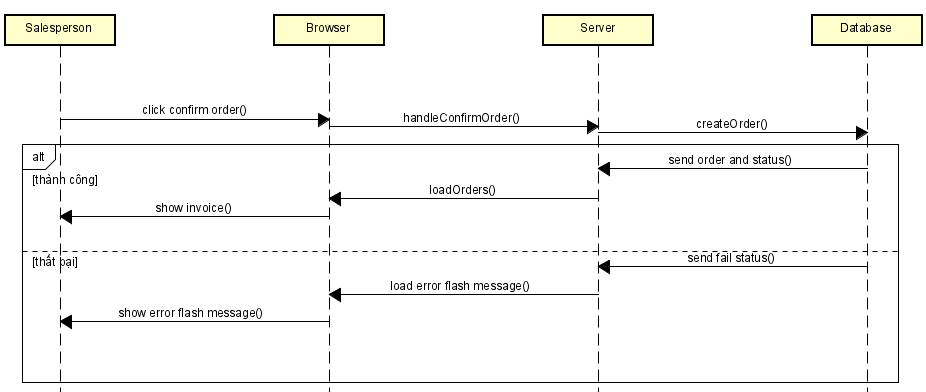 Salesperson
Browser
Server
Database
click confirm order()
handleConfirmOrder()
createOrder()
alt
send order and status()
[thành công]
loadOrders()
show invoice()
[thất bại]
send fail status()
load error flash message()
show error flash message()